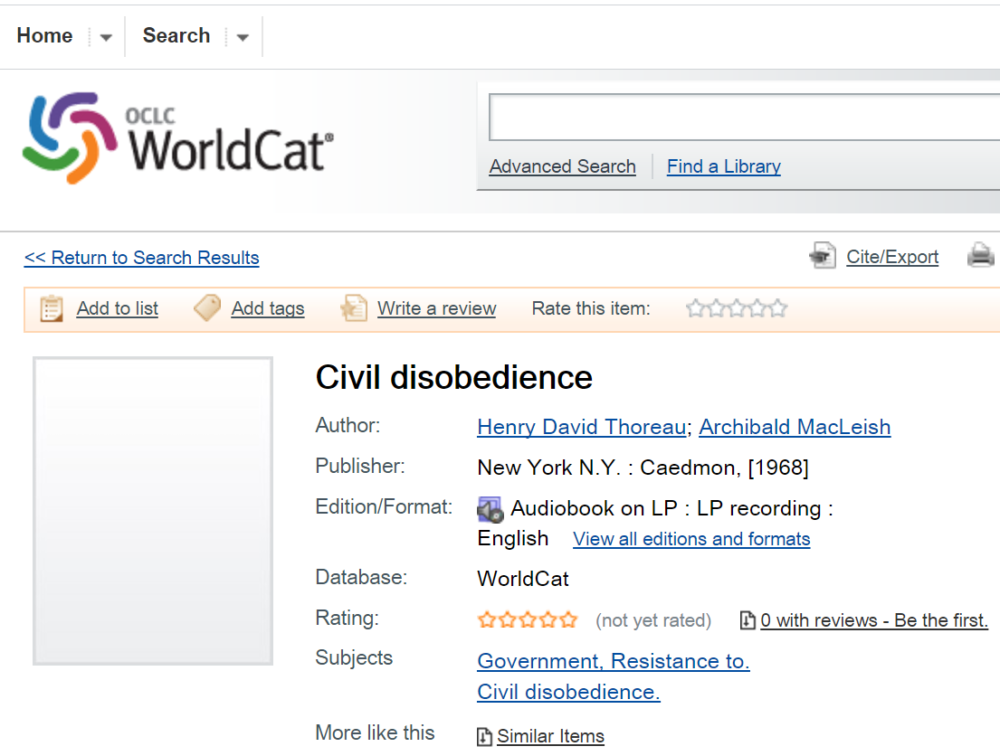 Home Search
OCLC
WorldCat®
Advanced Search Find a Library
<< Return to Search Results Cite/Export
Add to list Add tags Write a review Rate this item:
Civil disobedience
Author: Henry David Thoreau; Archibald MacLeish
Publisher: New York N.Y. : Caedmon, [1968]
Edition/Format: Audiobook on LP : LP recording :
English View all editions and formats
Database: WorldCat
Rating: (not yet rated) 0 with reviews - Be the first.
Subjects Government, Resistance to.
Civil disobedience.
More like this Similar Items